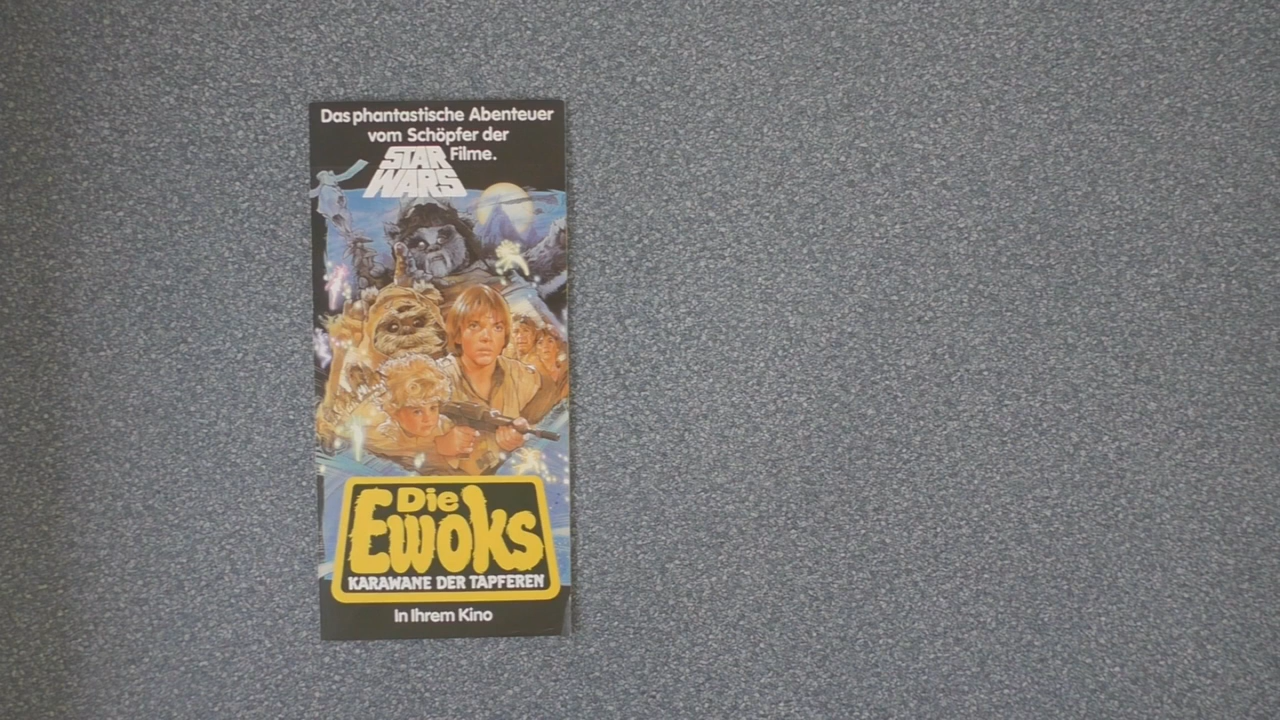 Das phantastische Abenteuer
vom Schöpfer der
STAR WARS Filme.
Die
Ewoks
KARAWANE DER TAPFEREN
In Ihrem Kino